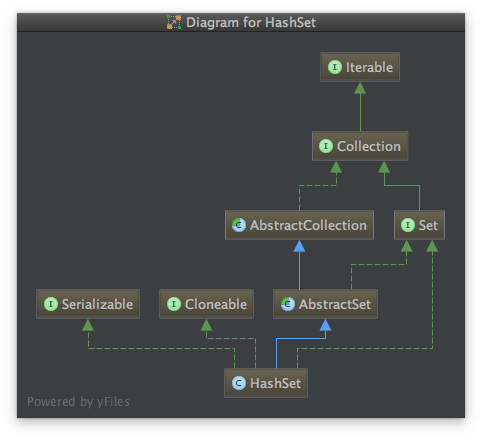 Diagram for HashSet
I Iterable
I Collection
C AbstractCollection
I Set
I Serializable
I Cloneable
C AbstractSet
C HashSet
Powered by yFiles